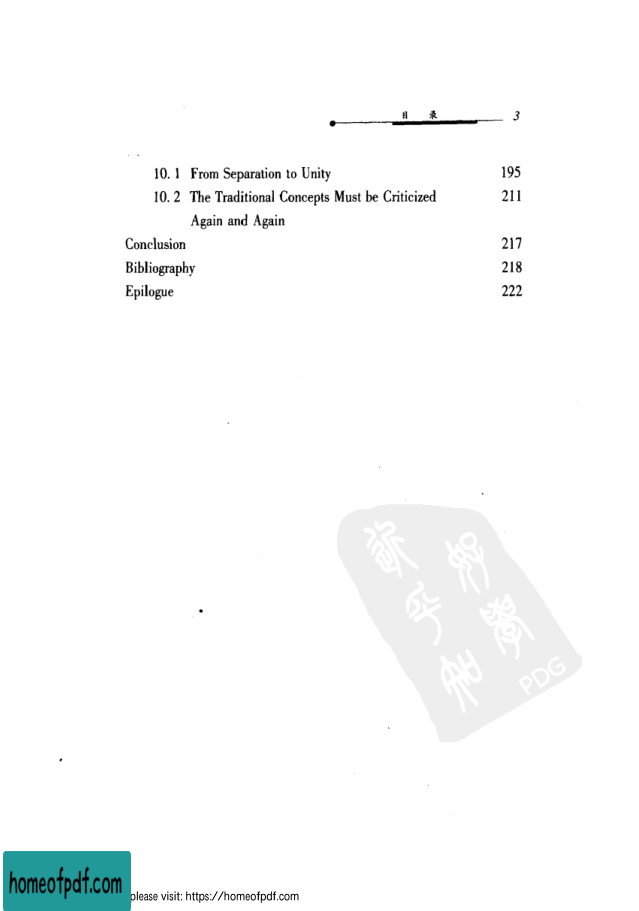 目 录 3
10. 1 From Separation to Unity 195
10. 2 The Traditional Concepts Must be Criticized 211
Again and Again
Conclusion 217
Bibliography 218
Epilogue 222
PDG
homeofpdf.com
please visit: https://homeofpdf.com